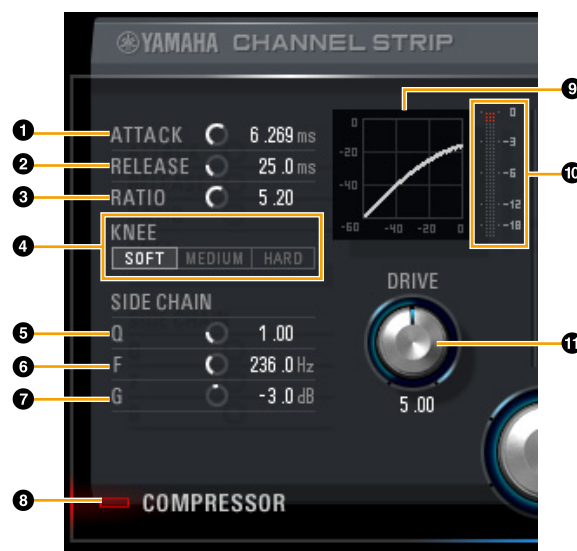 YAMAHA CHANNEL STRIP
1 ATTACK 6.269 ms
2 RELEASE 25.0 ms
3 RATIO 5.20
4 KNEE
SOFT MEDIUM HARD
SIDE CHAIN
5 Q 1.00
6 F 236.0 Hz
7 G -3.0 dB
8 COMPRESSOR
9
0
-20
-40
-60 -40 -20 0
10
0
-3
-6
-12
-18
DRIVE
11
5.00